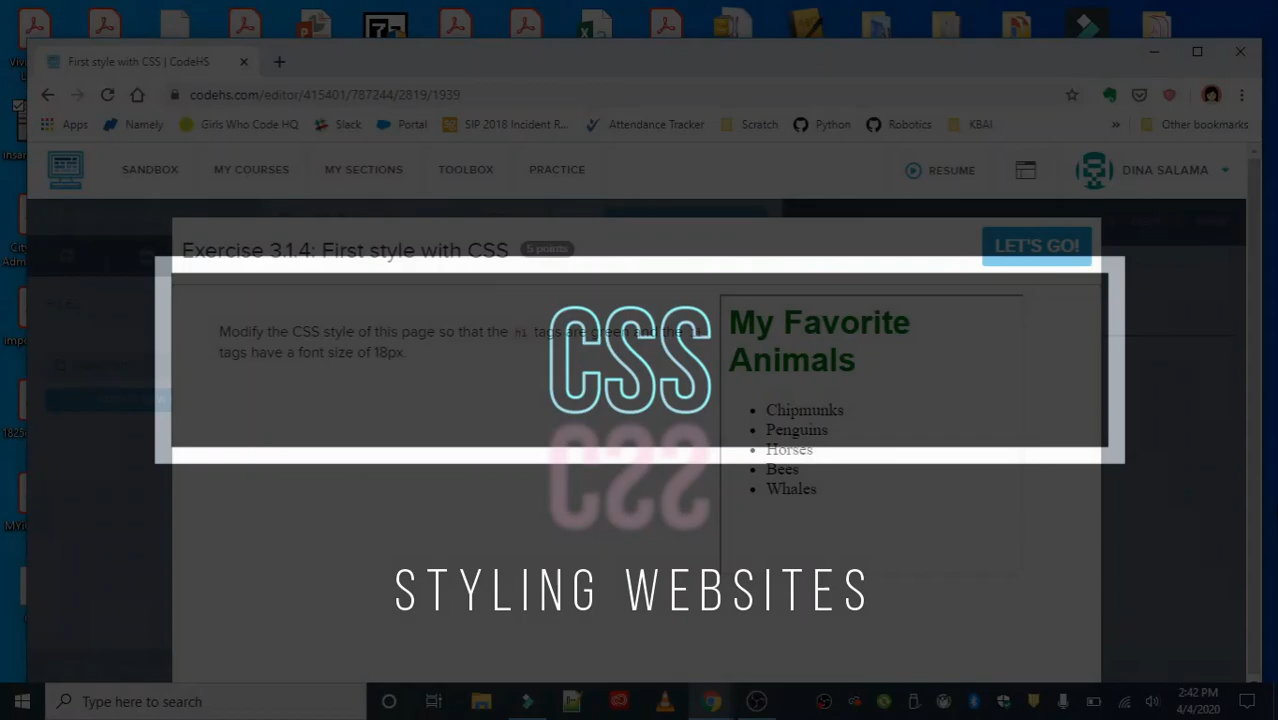 First style with CSS | CodeHS
codehs.com/editor/415401/787244/2819/1939
Apps Namely Girls Who Code HQ Slack Portal SIP 2018 Incident R... Attendance Tracker Scratch Python Robotics KBAI » Other bookmarks
SANDBOX MY COURSES MY SECTIONS TOOLBOX PRACTICE RESUME DINA SALAMA
Exercise 3.1.4: First style with CSS 5 points LET'S GO!
Modify the CSS style of this page so that the h1 tags are green and the
tags have a font size of 18px.
CSS
My Favorite
Animals
• Chipmunks
• Penguins
• Horses
• Bees
• Whales
STYLING WEBSITES
Type here to search
2:42 PM
4/4/2020